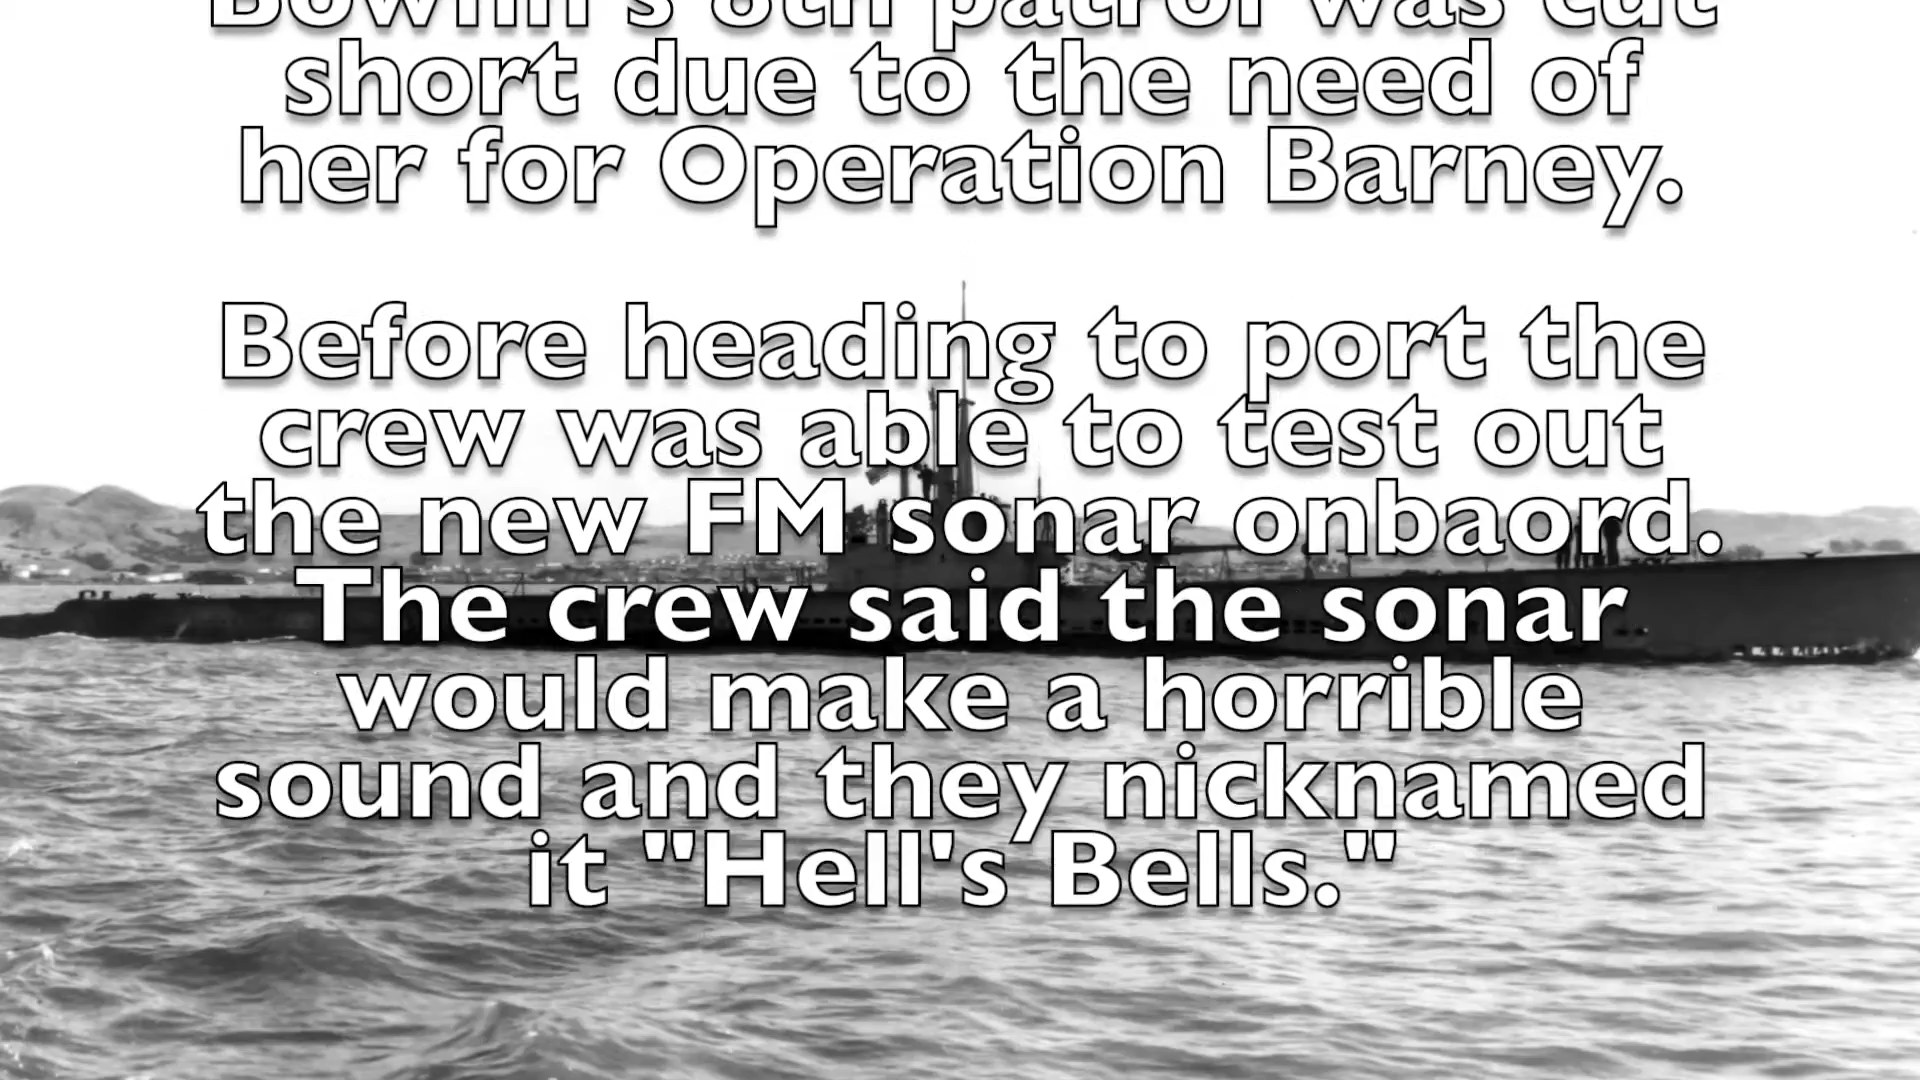 Bowfin's 8th patrol was cut
short due to the need of
her for Operation Barney.
Before heading to port the
crew was able to test out
the new FM sonar onbaord.
The crew said the sonar
would make a horrible
sound and they nicknamed
it "Hell's Bells."